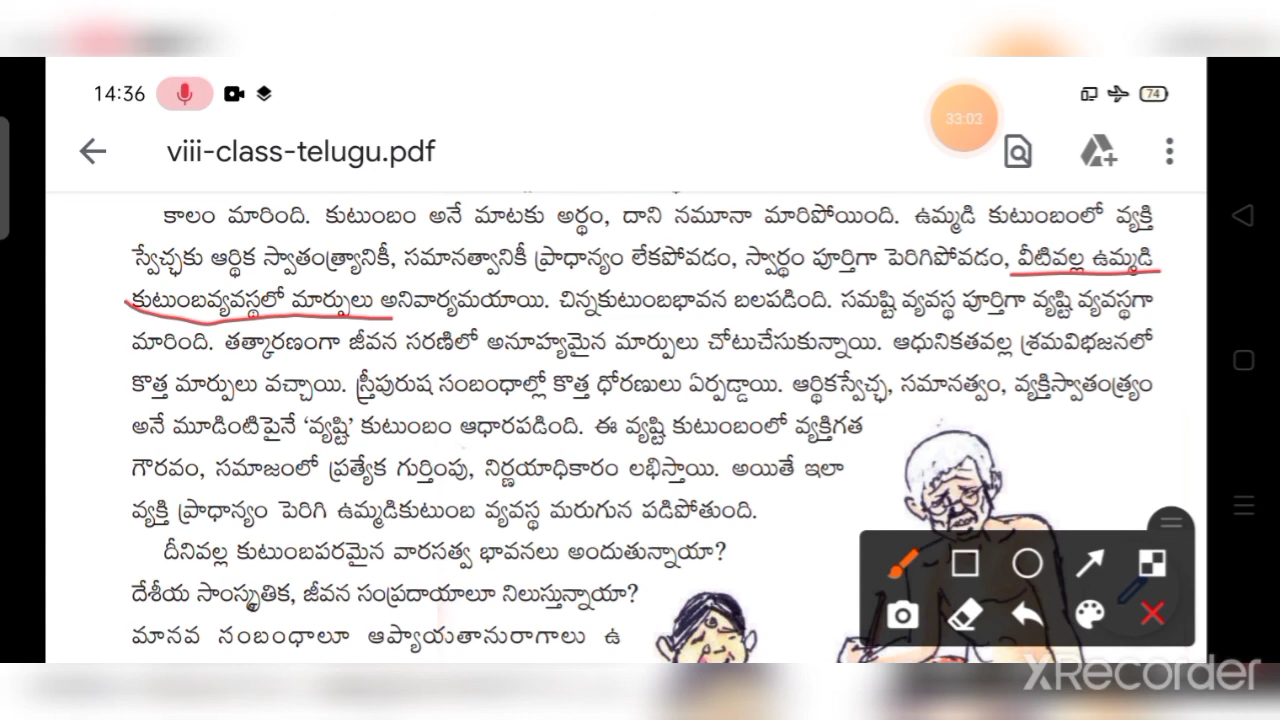 14:36
74
33:03
viii-class-telugu.pdf
కాలం మారింది. కుటుంబం అనే మాటకు అర్థం, దాని నమూనా మారిపోయింది. ఉమ్మడి కుటుంబంలో వ్యక్తి
స్వేచ్ఛకు ఆర్థిక స్వాతంత్ర్యానికీ, సమానత్వానికీ ప్రాధాన్యం లేకపోవడం, స్వార్థం పూర్తిగా పెరిగిపోవడం, వీటివల్ల ఉమ్మడి
కుటుంబవ్యవస్థలో మార్పులు అనివార్యమయాయి. చిన్నకుటుంబభావన బలపడింది. సమష్టి వ్యవస్థ పూర్తిగా వ్యష్టి వ్యవస్థగా
మారింది. తత్కారణంగా జీవన సరణిలో అనూహ్యమైన మార్పులు చోటుచేసుకున్నాయి. ఆధునికతవల్ల శ్రమవిభజనలో
కొత్త మార్పులు వచ్చాయి. స్త్రీపురుష సంబంధాల్లో కొత్త ధోరణులు ఏర్పడ్డాయి. ఆర్థికస్వేచ్ఛ, సమానత్వం, వ్యక్తిస్వాతంత్ర్యం
అనే మూడింటిపైనే ‘వ్యష్టి’ కుటుంబం ఆధారపడింది. ఈ వ్యష్టి కుటుంబంలో వ్యక్తిగత
గౌరవం, సమాజంలో ప్రత్యేక గుర్తింపు, నిర్ణయాధికారం లభిస్తాయి. అయితే ఇలా
వ్యక్తి ప్రాధాన్యం పెరిగి ఉమ్మడికుటుంబ వ్యవస్థ మరుగున పడిపోతుంది.
దీనివల్ల కుటుంబపరమైన వారసత్వ భావనలు అందుతున్నాయా?
దేశీయ సాంస్కృతిక, జీవన సంప్రదాయాలూ నిలుస్తున్నాయా?
మానవ సంబంధాలూ ఆప్యాయతానురాగాలు ఉ
XRecorder